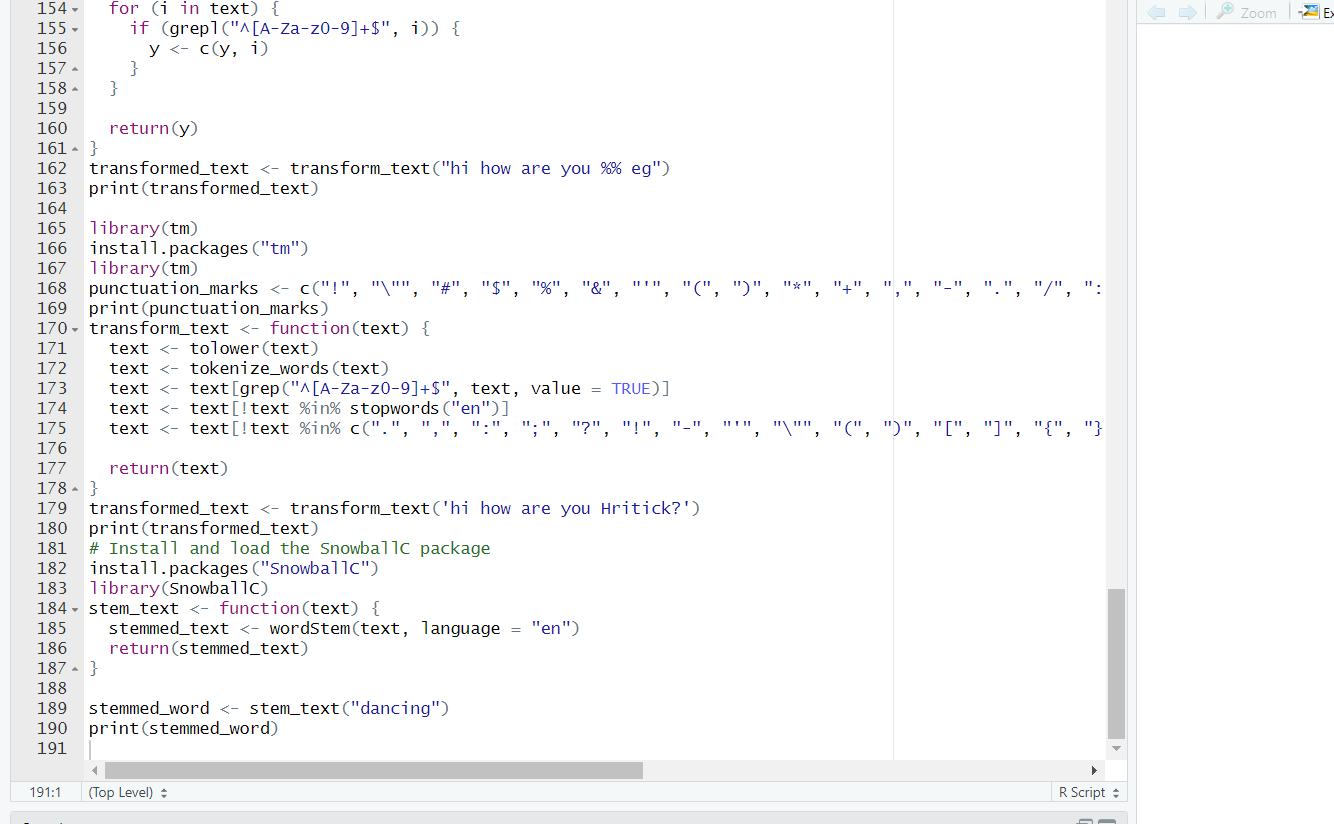 154 for (i in text) {
155 if (grepl("^[A-Za-z0-9]+$", i)) {
156 y <- c(y, i)
157 }
158 }
159
160 return(y)
161 }
162 transformed_text <- transform_text("hi how are you %% eg")
163 print(transformed_text)
164
165 library(tm)
166 install.packages("tm")
167 library(tm)
168 punctuation_marks <- c("!", "\"", "#", "$", "%", "&", "'", "(", ")", "*", "+", ",", "-", ".", "/", ":
169 print(punctuation_marks)
170 transform_text <- function(text) {
171 text <- tolower(text)
172 text <- tokenize_words(text)
173 text <- text[grep("^[A-Za-z0-9]+$", text, value = TRUE)]
174 text <- text[!text %in% stopwords("en")]
175 text <- text[!text %in% c(".", ",", ":", ";", "?", "!", "-", "'", "\"", "(", ")", "[", "]", "{", "}
176
177 return(text)
178 }
179 transformed_text <- transform_text('hi how are you Hritick?')
180 print(transformed_text)
181 # Install and load the SnowballC package
182 install.packages("SnowballC")
183 library(SnowballC)
184 stem_text <- function(text) {
185 stemmed_text <- wordStem(text, language = "en")
186 return(stemmed_text)
187 }
188
189 stemmed_word <- stem_text("dancing")
190 print(stemmed_word)
191
191:1 (Top Level) R Script
Zoom Ex